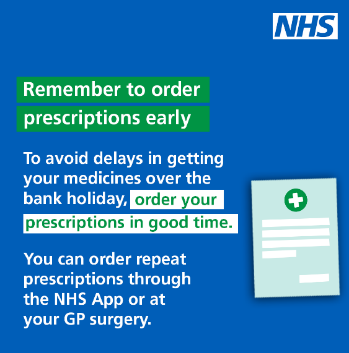 NHS
Remember to order
prescriptions early
To avoid delays in getting
your medicines over the
bank holiday, order your
prescriptions in good time.
You can order repeat
prescriptions through
the NHS App or at
your GP surgery.